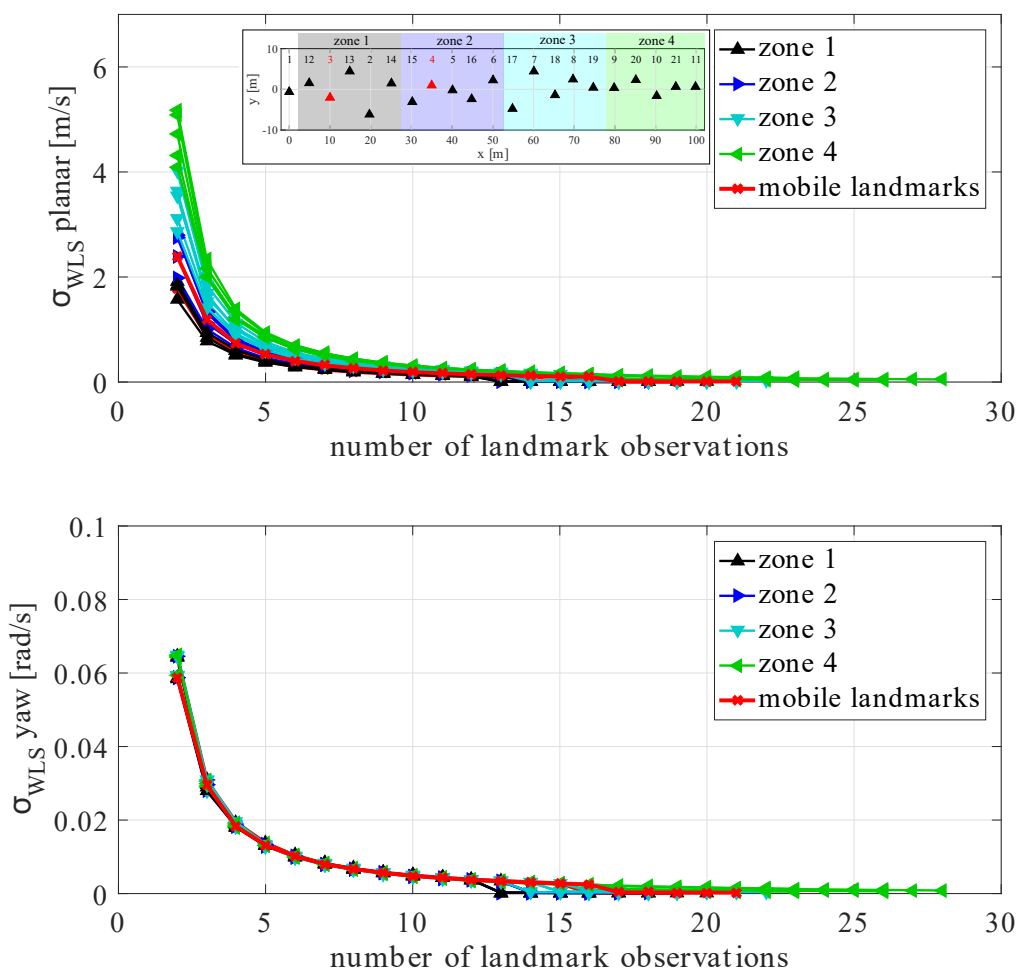 zone 1 zone 2 zone 3 zone 4
1 12 3 13 2 14 15 4 5 16 6 17 7 18 8 19 9 20 10 21 11
10
0
-10
y [m]
0 10 20 30 40 50 60 70 80 90 100
x [m]
zone 1
zone 2
zone 3
zone 4
mobile landmarks
6
4
2
0
σWLS planar [m/s]
0 5 10 15 20 25 30
number of landmark observations
zone 1
zone 2
zone 3
zone 4
mobile landmarks
0.1
0.08
0.06
0.04
0.02
0
σWLS yaw [rad/s]
0 5 10 15 20 25 30
number of landmark observations